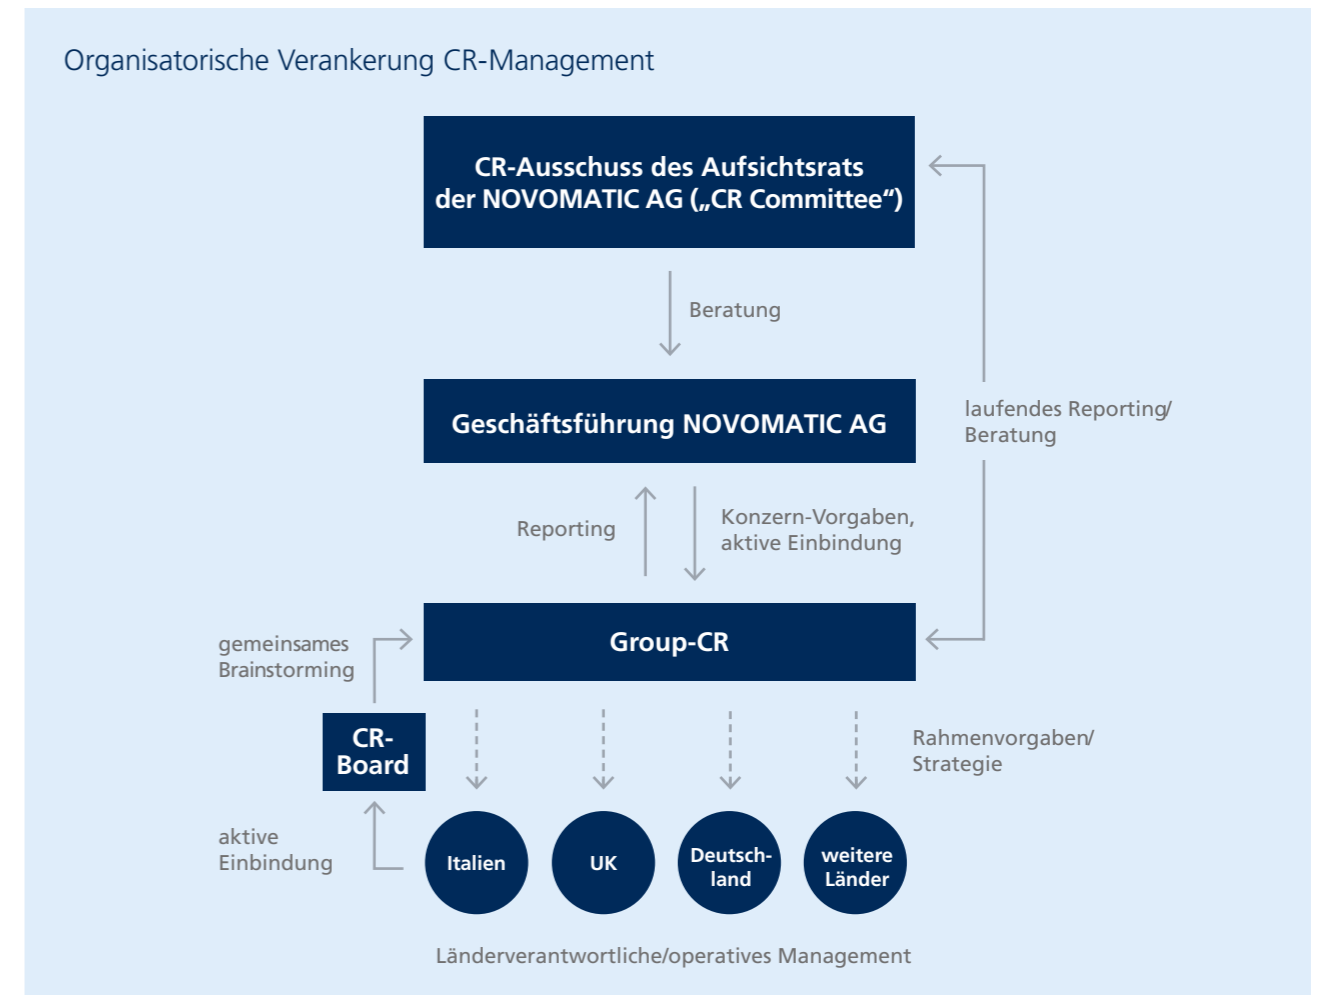 Organisatorische Verankerung CR-Management
CR-Ausschuss des Aufsichtsrats
der NOVOMATIC AG („CR Committee“)
Beratung
Geschäftsführung NOVOMATIC AG
laufendes Reporting/
Beratung
Reporting
Konzern-Vorgaben,
aktive Einbindung
Group-CR
gemeinsames
Brainstorming
CR-
Board
Rahmenvorgaben/
Strategie
aktive
Einbindung
Italien
UK
Deutsch-
land
weitere
Länder
Länderverantwortliche/operatives Management